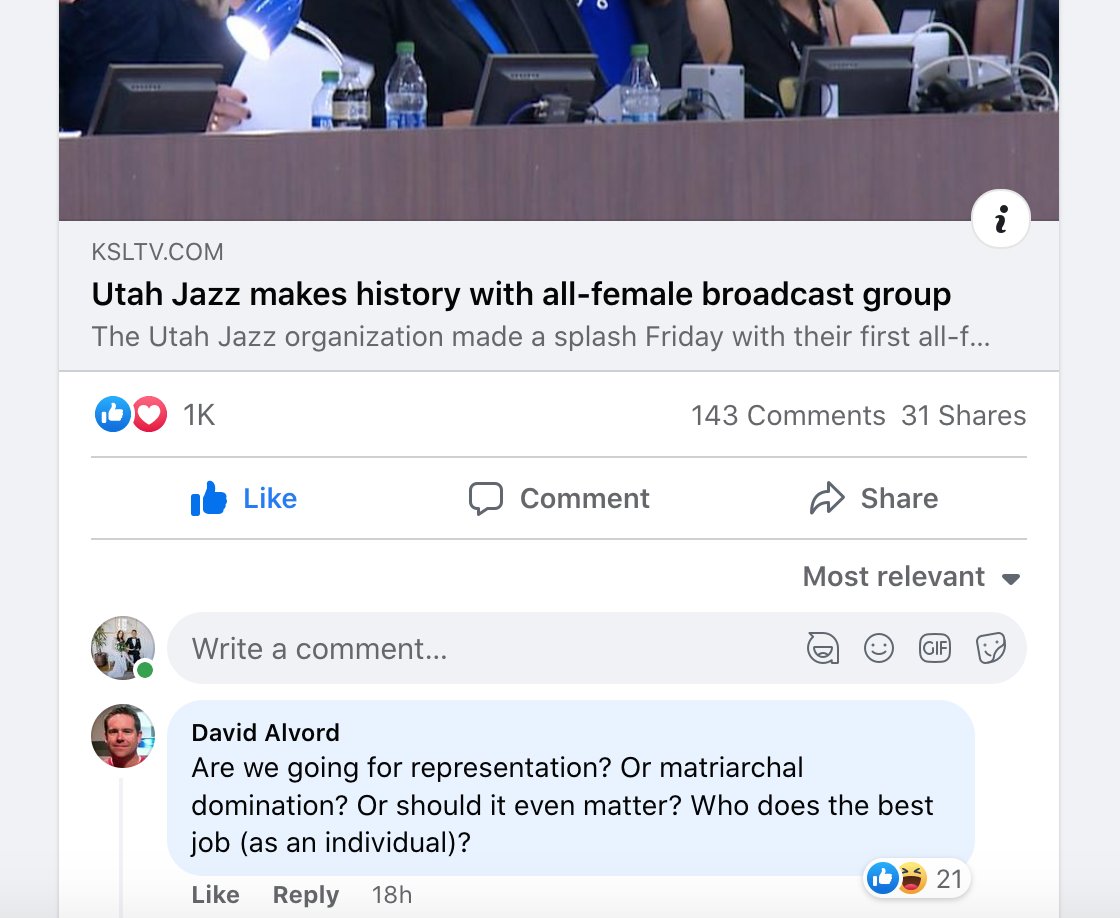 KSLTV.COM
Utah Jazz makes history with all-female broadcast group
The Utah Jazz organization made a splash Friday with their first all-f...
1K
143 Comments 31 Shares
Like
Comment
Share
Most relevant
Write a comment...
GIF
David Alvord
Are we going for representation? Or matriarchal
domination? Or should it even matter? Who does the best
job (as an individual)?
21
Like Reply 18h